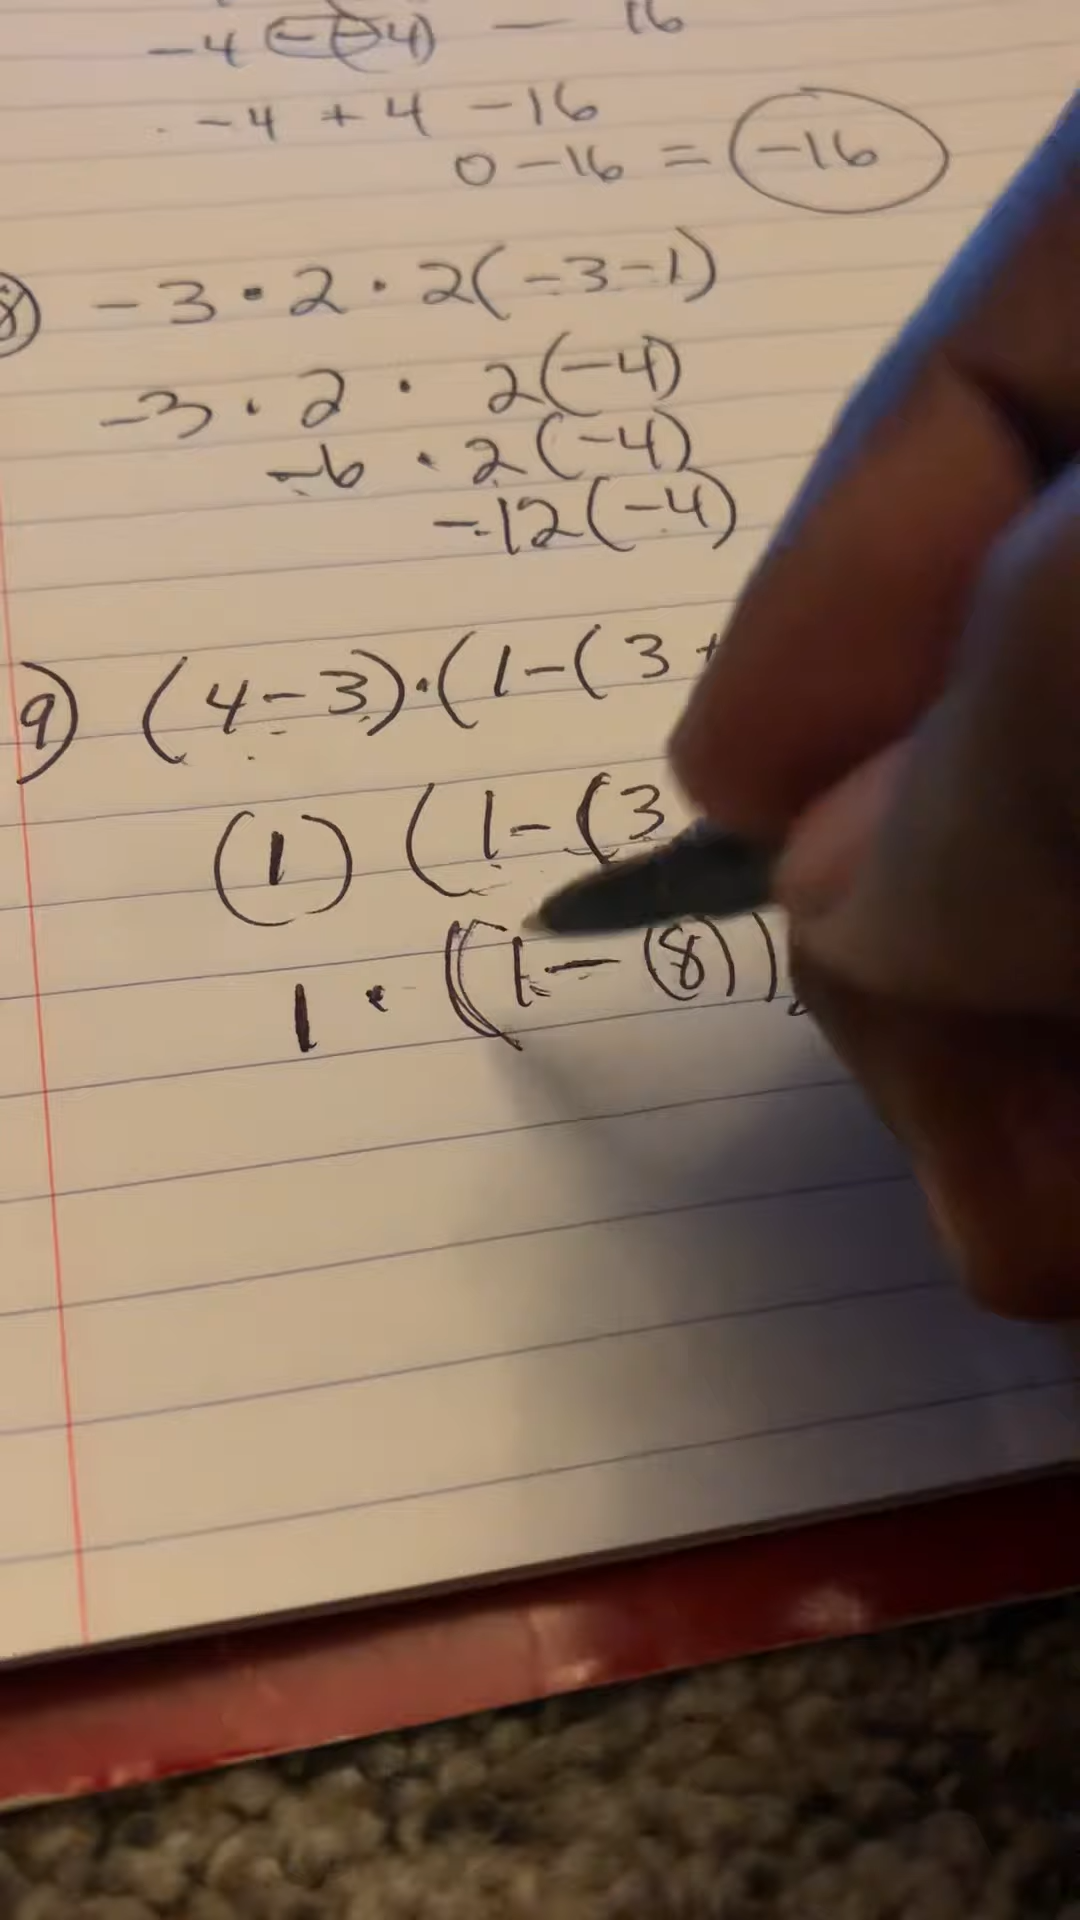 -4 -(-4) - 16
-4 + 4 -16
0 -16 = -16
8) -3 · 2 · 2(-3-1)
-3 · 2 · 2(-4)
-6 · 2(-4)
-12(-4)
9) (4-3)·(1-(3 +
(1) (1-(3
1 · (1-(8))